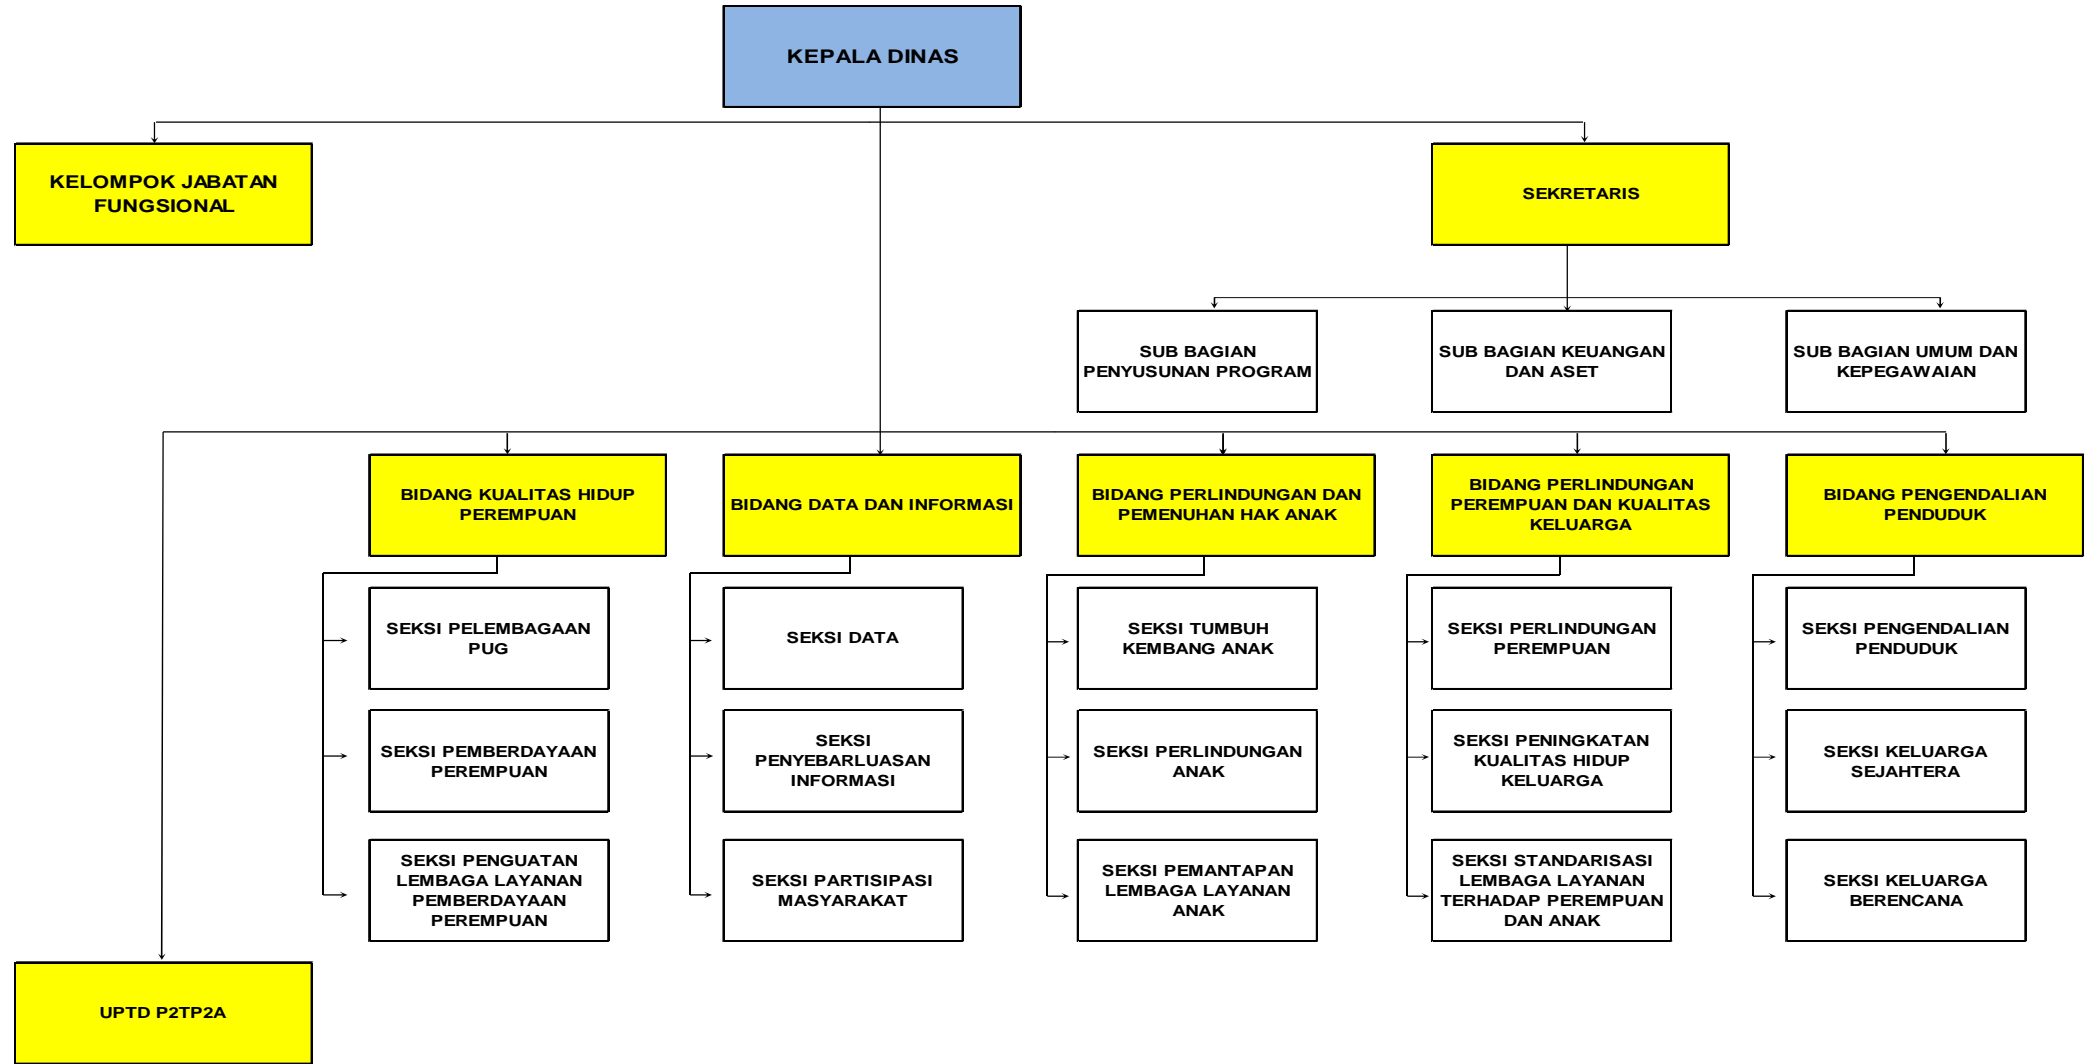 KEPALA DINAS
KELOMPOK JABATAN
FUNGSIONAL
SEKRETARIS
SUB BAGIAN
PENYUSUNAN PROGRAM
SUB BAGIAN KEUANGAN
DAN ASET
SUB BAGIAN UMUM DAN
KEPEGAWAIAN
BIDANG KUALITAS HIDUP
PEREMPUAN
BIDANG DATA DAN INFORMASI
BIDANG PERLINDUNGAN DAN
PEMENUHAN HAK ANAK
BIDANG PERLINDUNGAN
PEREMPUAN DAN KUALITAS
KELUARGA
BIDANG PENGENDALIAN
PENDUDUK
SEKSI PELEMBAGAAN
PUG
SEKSI DATA
SEKSI TUMBUH
KEMBANG ANAK
SEKSI PERLINDUNGAN
PEREMPUAN
SEKSI PENGENDALIAN
PENDUDUK
SEKSI PEMBERDAYAAN
PEREMPUAN
SEKSI
PENYEBARLUASAN
INFORMASI
SEKSI PERLINDUNGAN
ANAK
SEKSI PENINGKATAN
KUALITAS HIDUP
KELUARGA
SEKSI KELUARGA
SEJAHTERA
SEKSI PENGUATAN
LEMBAGA LAYANAN
PEMBERDAYAAN
PEREMPUAN
SEKSI PARTISIPASI
MASYARAKAT
SEKSI PEMANTAPAN
LEMBAGA LAYANAN
ANAK
SEKSI STANDARISASI
LEMBAGA LAYANAN
TERHADAP PEREMPUAN
DAN ANAK
SEKSI KELUARGA
BERENCANA
UPTD P2TP2A